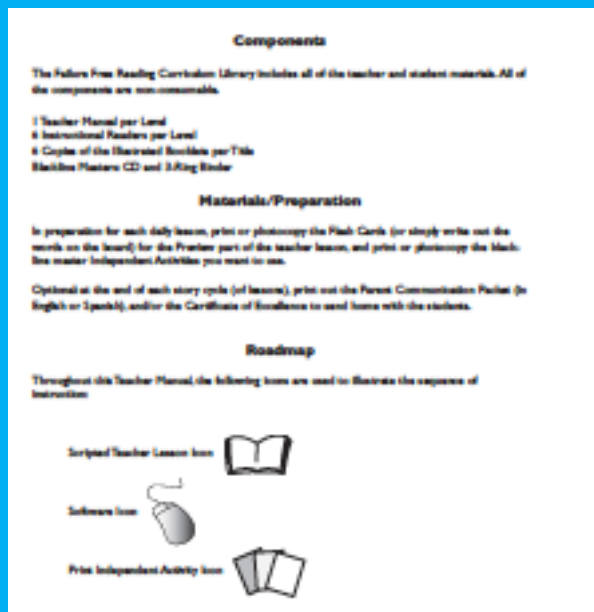 Components
The Failure Free Reading Curriculum Library includes all of the teacher and student materials. All of
the components are non-consumable.
1 Teacher Manual per Level
6 Instructional Readers per Level
6 Copies of the Illustrated Booklets per Title
Blackline Masters CD and 3-Ring Binder
Materials/Preparation
In preparation for each daily lesson, print or photocopy the Flash Cards (or simply write out the
words on the board) for the Preview part of the teacher lesson, and print or photocopy the black-
line master Independent Activities you want to use.
Optional: at the end of each story cycle (of lessons), print out the Parent Communication Packet (in
English or Spanish), and/or the Certificate of Excellence to send home with the students.
Roadmap
Throughout this Teacher Manual, the following icons are used to illustrate the sequence of
instruction:
Scripted Teacher Lesson Icon
Software Icon
Print Independent Activity Icon